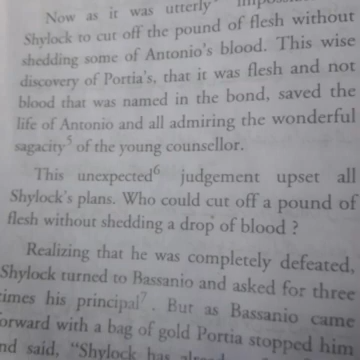 Now as it was utterly
Shylock to cut off the pound of flesh without
shedding some of Antonio's blood. This wise
discovery of Portia's, that it was flesh and not
blood that was named in the bond, saved the
life of Antonio and all admiring the wonderful
sagacity⁵ of the young counsellor.
This unexpected⁶ judgement upset all
Shylock's plans. Who could cut off a pound of
flesh without shedding a drop of blood ?
Realizing that he was completely defeated,
Shylock turned to Bassanio and asked for three
times his principal⁷. But as Bassanio came
forward with a bag of gold Portia stopped him
and said, "Shylock has